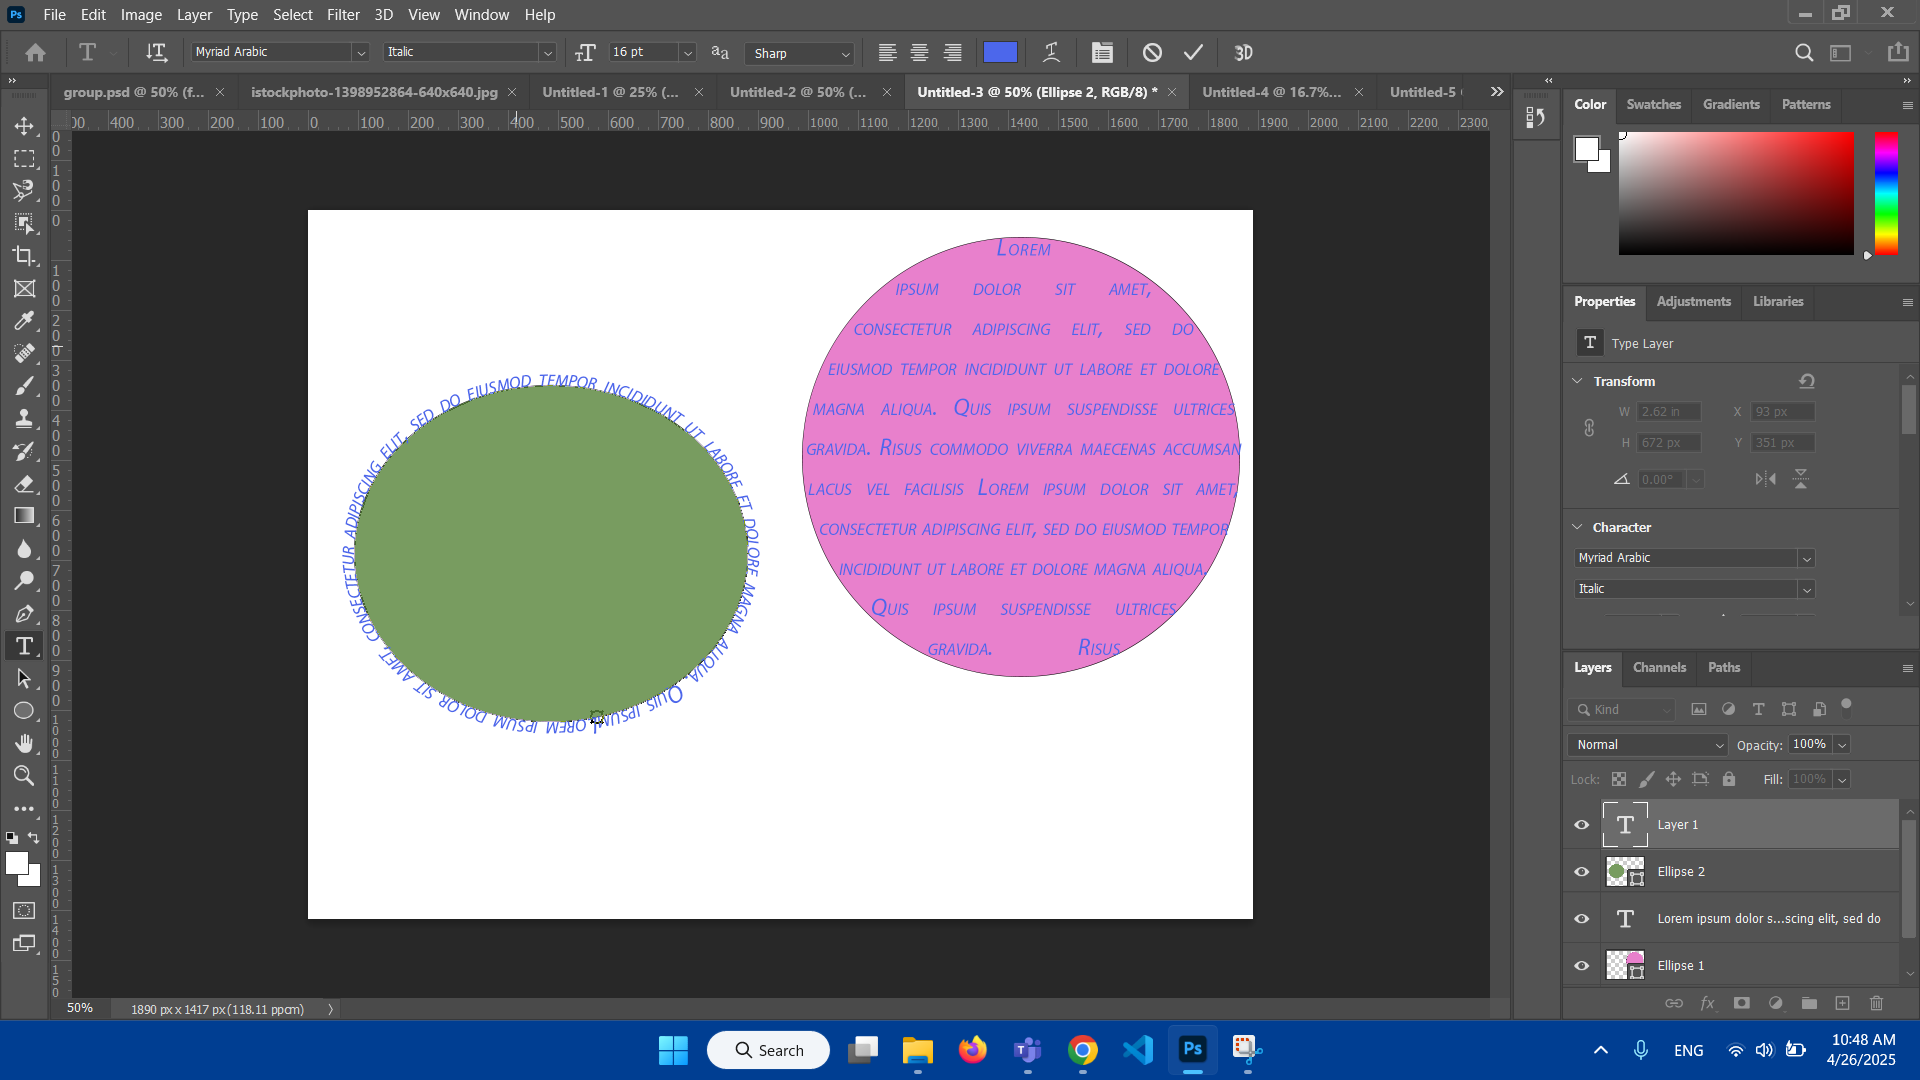 Ps File Edit Image Layer Type Select Filter 3D View Window Help
Myriad Arabic Italic 16 pt Sharp 3D
group.psd @ 50% (f... istockphoto-1398952864-640x640.jpg Untitled-1 @ 25% (... Untitled-2 @ 50% (... Untitled-3 @ 50% (Ellipse 2, RGB/8) * Untitled-4 @ 16.7%... Untitled-5
400 300 200 100 0 100 200 300 400 500 600 700 800 900 1000 1100 1200 1300 1400 1500 1600 1700 1800 1900 2000 2100 2200 2300
Lorem
ipsum dolor sit amet,
consectetur adipiscing elit, sed do
eiusmod tempor incididunt ut labore et dolore
magna aliqua. Quis ipsum suspendisse ultrices
gravida. Risus commodo viverra maecenas accumsan
lacus vel facilisis Lorem ipsum dolor sit amet,
consectetur adipiscing elit, sed do eiusmod tempor
incididunt ut labore et dolore magna aliqua.
Quis ipsum suspendisse ultrices
gravida. Risus
Lorem ipsum dolor sit amet, consectetur adipiscing elit, sed do eiusmod tempor incididunt ut labore et dolore magna aliqua. Quis ipsum
Color Swatches Gradients Patterns
Properties Adjustments Libraries
Type Layer
Transform
W 2.62 in X 93 px
H 672 px Y 351 px
0.00°
Character
Myriad Arabic
Italic
Layers Channels Paths
Kind
Normal Opacity: 100%
Lock: Fill: 100%
Layer 1
Ellipse 2
Lorem ipsum dolor s...scing elit, sed do
Ellipse 1
50% 1890 px x 1417 px (118.11 ppcm)
Search Ps ENG 10:48 AM
4/26/2025